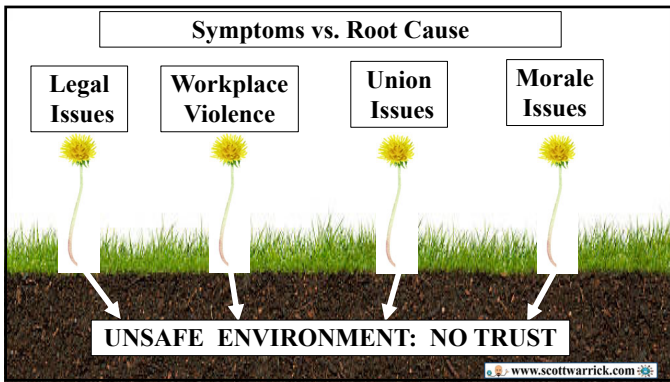 Symptoms vs. Root Cause
Legal
Issues
Workplace
Violence
Union
Issues
Morale
Issues
UNSAFE ENVIRONMENT: NO TRUST
www.scottwarrick.com